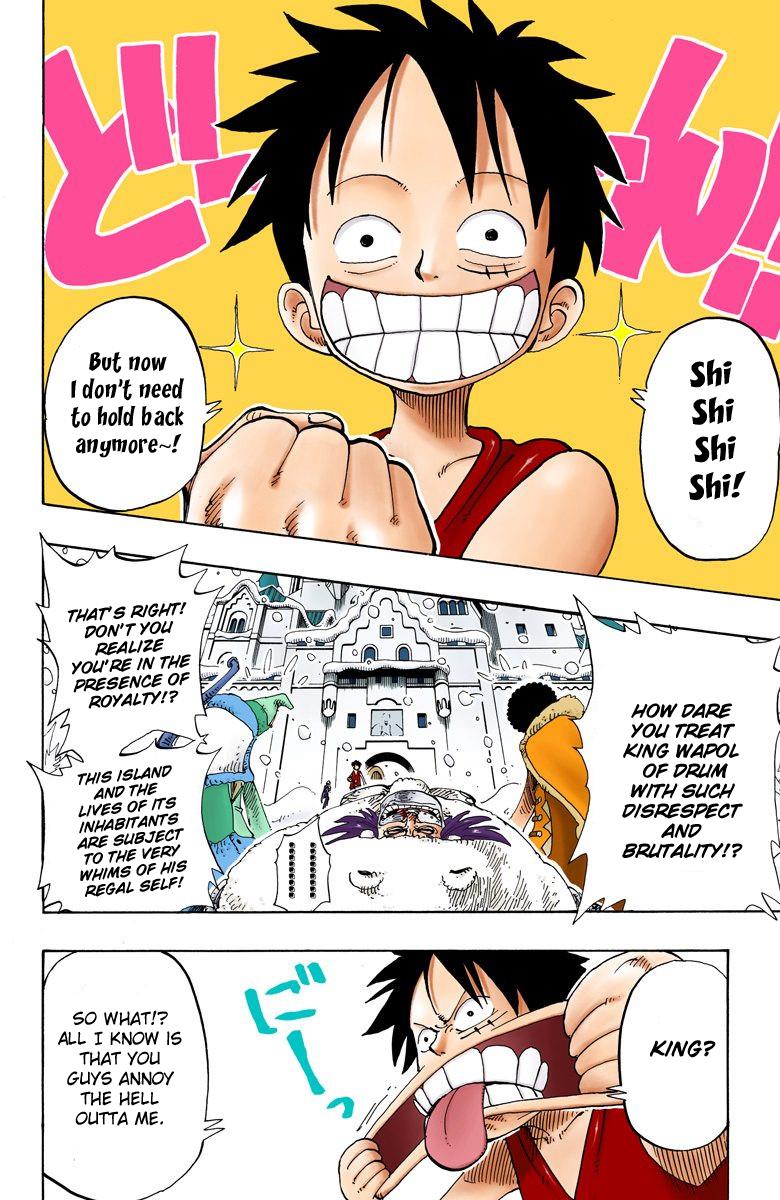 どーーん!!
Shi
Shi
Shi
Shi!
But now
I don't need
to hold back
anymore~!
HOW DARE
YOU TREAT
KING WAPOL
OF DRUM
WITH SUCH
DISRESPECT
AND
BRUTALITY!?
THAT'S RIGHT!
DON'T YOU
REALIZE
YOU'RE IN THE
PRESENCE OF
ROYALTY!?
THIS ISLAND
AND THE
LIVES OF ITS
INHABITANTS
ARE SUBJECT
TO THE VERY
WHIMS OF HIS
REGAL SELF!
KING?
にーっ
SO WHAT!?
ALL I KNOW IS
THAT YOU
GUYS ANNOY
THE HELL
OUTTA ME.